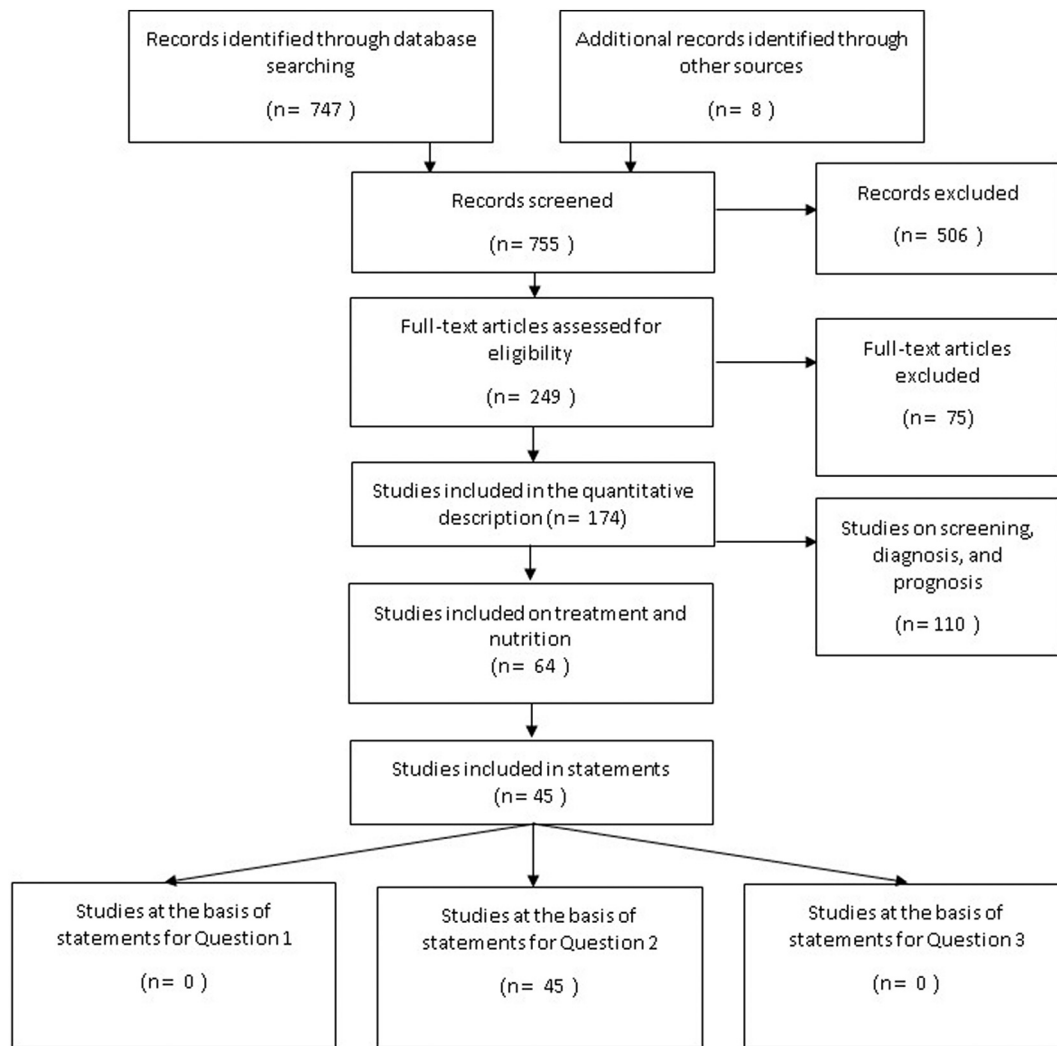 Records identified through database
searching
(n= 747 )
Additional records identified through
other sources
(n= 8 )
Records screened
(n= 755 )
Records excluded
(n= 506 )
Full-text articles assessed for
eligibility
(n= 249 )
Full-text articles
excluded
(n= 75)
Studies included in the quantitative
description (n= 174)
Studies on screening,
diagnosis, and
prognosis
(n= 110 )
Studies included on treatment and
nutrition
(n= 64 )
Studies included in statements
(n= 45 )
Studies at the basis of
statements for Question 1
(n= 0 )
Studies at the basis of
statements for Question 2
(n= 45 )
Studies at the basis of
statements for Question 3
(n= 0 )